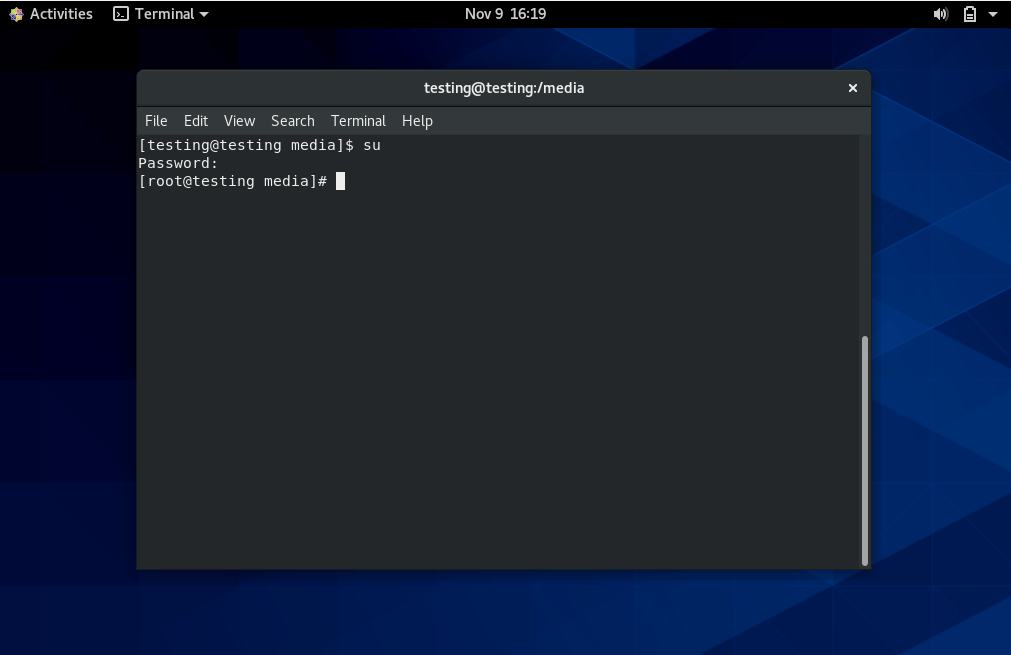 Activities Terminal Nov 9 16:19
testing@testing:/media
File Edit View Search Terminal Help
[testing@testing media]$ su
Password:
[root@testing media]#